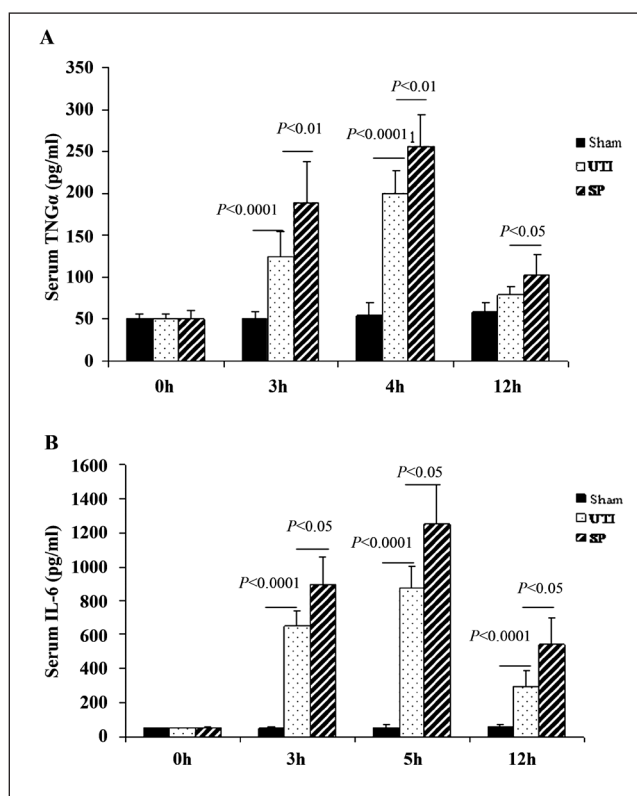 A
350
300
250
200
150
100
50
0
Serum TNGα (pg/ml)
P<0.0001
P<0.01
P<0.0001
1
P<0.01
P<0.05
Sham
UTI
SP
0h 3h 4h 12h
B
1600
1400
1200
1000
800
600
400
200
0
Serum IL-6 (pg/ml)
P<0.0001
P<0.05
P<0.0001
P<0.05
P<0.0001
P<0.05
Sham
UTI
SP
0h 3h 5h 12h